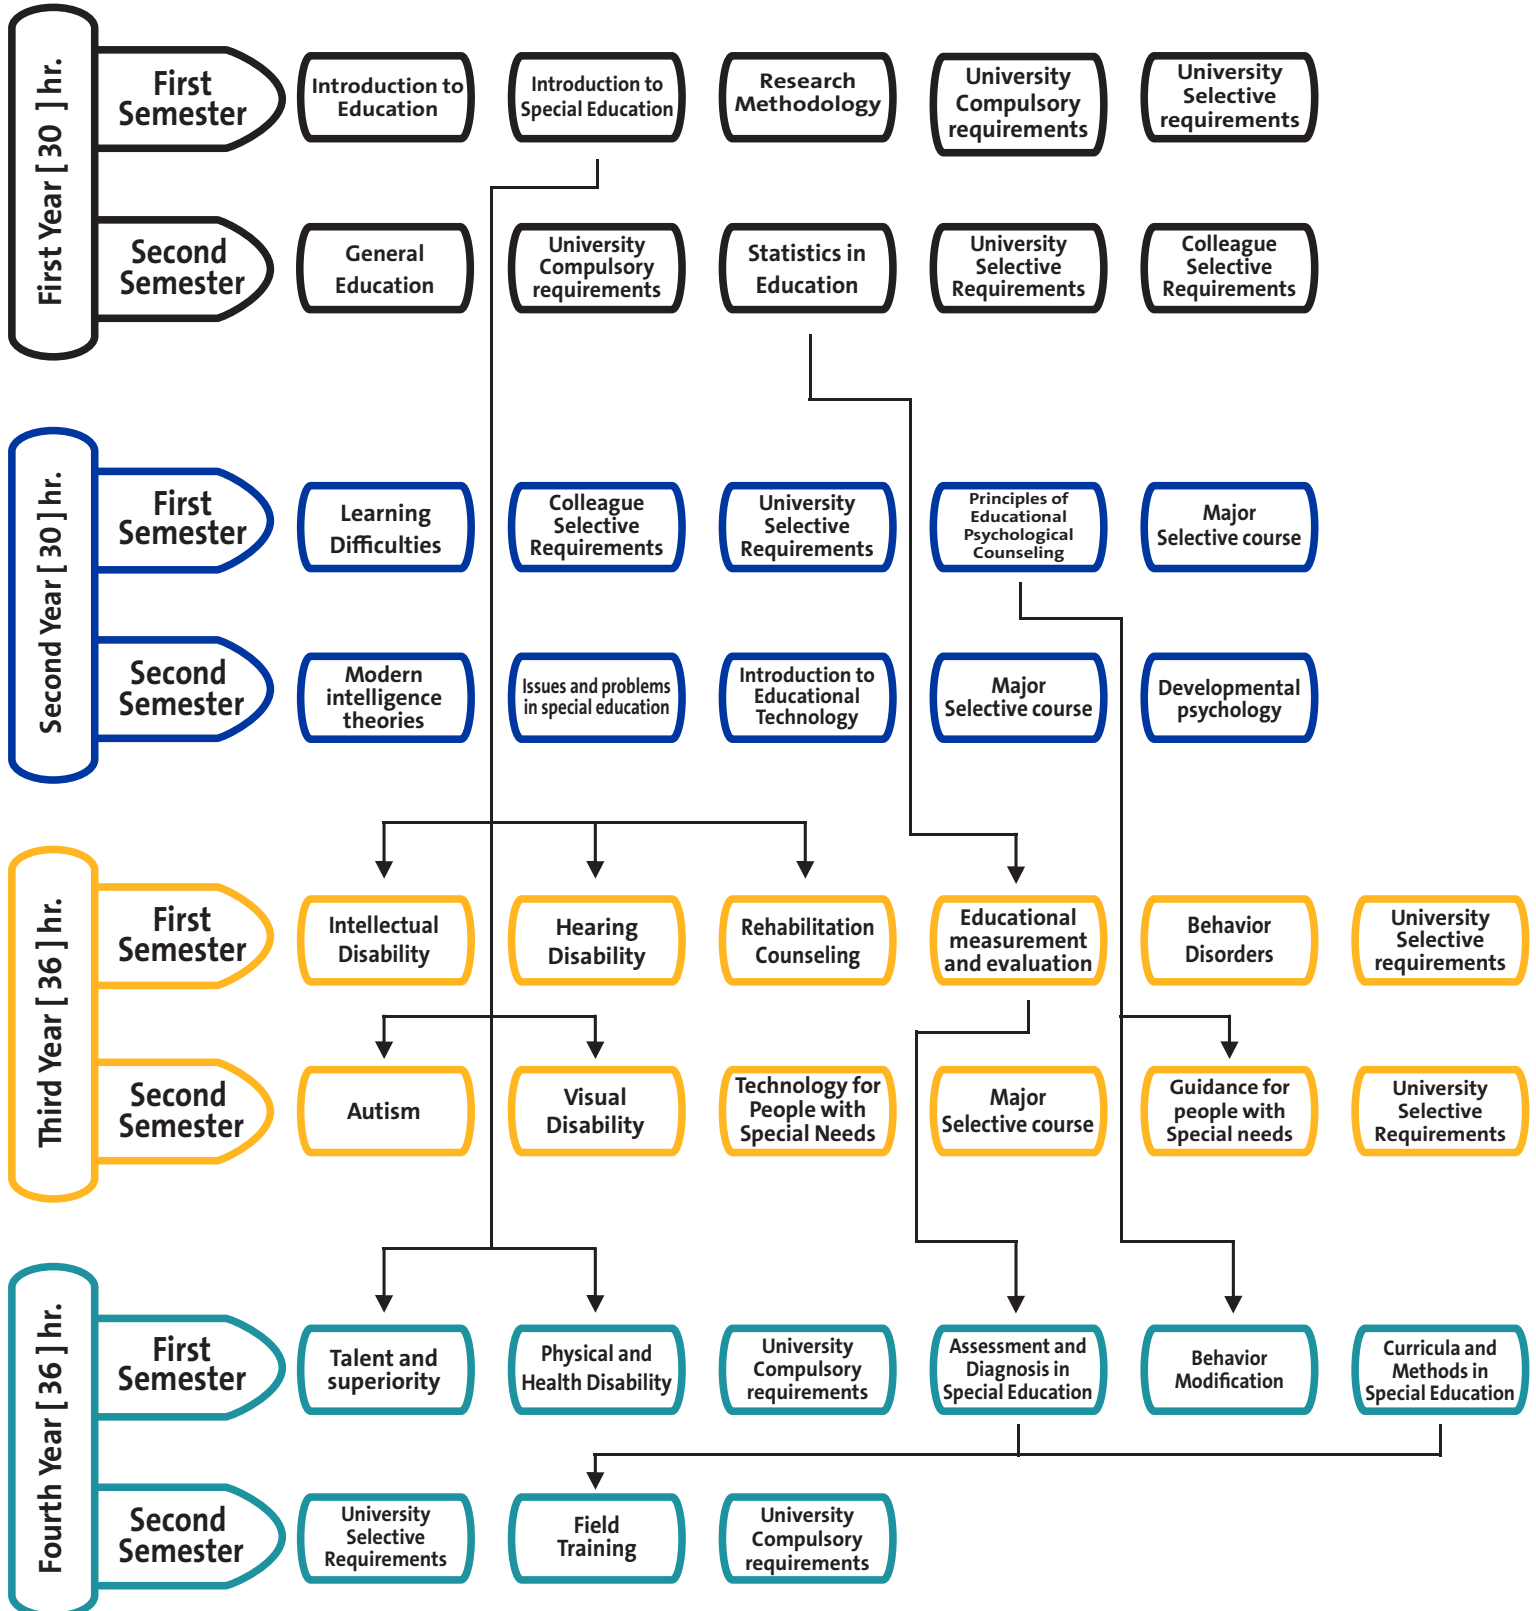 First Year [ 30  ] hr.
First
Semester
Introduction to
Education
Introduction to
Special Education
Research
Methodology
University
Compulsory
requirements
University
Selective
requirements
Second
Semester
General
Education
University
Compulsory
requirements
Statistics in
Education
University
Selective
Requirements
Colleague
Selective
Requirements
Second Year [ 30 ] hr.
First
Semester
Learning
Difficulties
Colleague
Selective
Requirements
University
Selective
Requirements
Principles of
Educational
Psychological
Counseling
Major
Selective course
Second
Semester
Modern
intelligence
theories
Issues and problems
in special education
Introduction to
Educational
Technology
Major
Selective course
Developmental
psychology
Third Year [ 36 ] hr.
First
Semester
Intellectual
Disability
Hearing
Disability
Rehabilitation
Counseling
Educational
measurement
and evaluation
Behavior
Disorders
University
Selective
requirements
Second
Semester
Autism
Visual
Disability
Technology for
People with
Special Needs
Major
Selective course
Guidance for
people with
Special needs
University
Selective
Requirements
Fourth Year [ 36 ] hr.
First
Semester
Talent and
superiority
Physical and
Health Disability
University
Compulsory
requirements
Assessment and
Diagnosis in
Special Education
Behavior
Modification
Curricula and
Methods in
Special Education
Second
Semester
University
Selective
Requirements
Field
Training
University
Compulsory
requirements